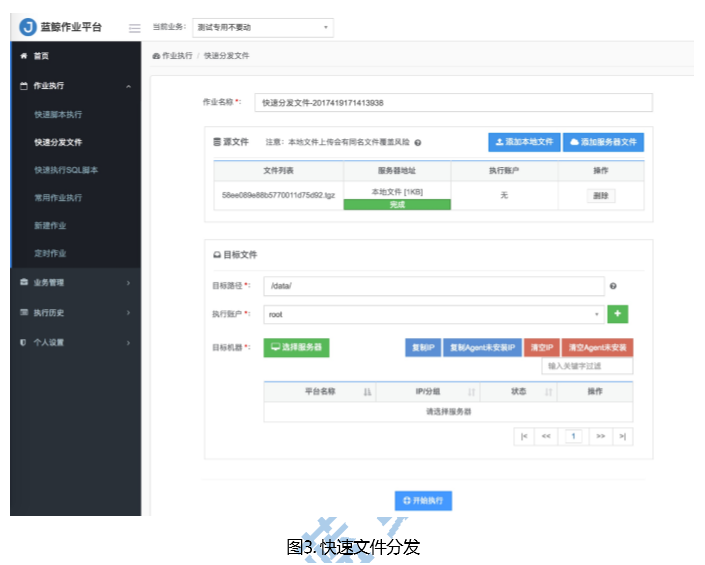 蓝鲸作业平台 当前业务: 测试专用不要动
首页 作业执行 / 快速分发文件
作业执行
快速脚本执行
快速分发文件
快速执行SQL脚本
常用作业执行
新建作业
定时作业
业务管理
执行历史
个人设置
作业名称 *: 快速分发文件-2017419171413938
源文件 注意：本地文件上传会有同名文件覆盖风险 添加本地文件 添加服务器文件
文件列表 服务器地址 执行账户 操作
58ee089e88b5770011d75d92.tgz 本地文件 [1KB] 无 删除
完成
目标文件
目标路径 *: /data/
执行账户 *: root
目标机器 *: 选择服务器 复制IP 复制Agent未安装IP 清空IP 清空Agent未安装
输入关键字过滤
平台名称 IP/分组 状态 操作
请选择服务器
|< << 1 >> >|
开始执行
图3. 快速文件分发